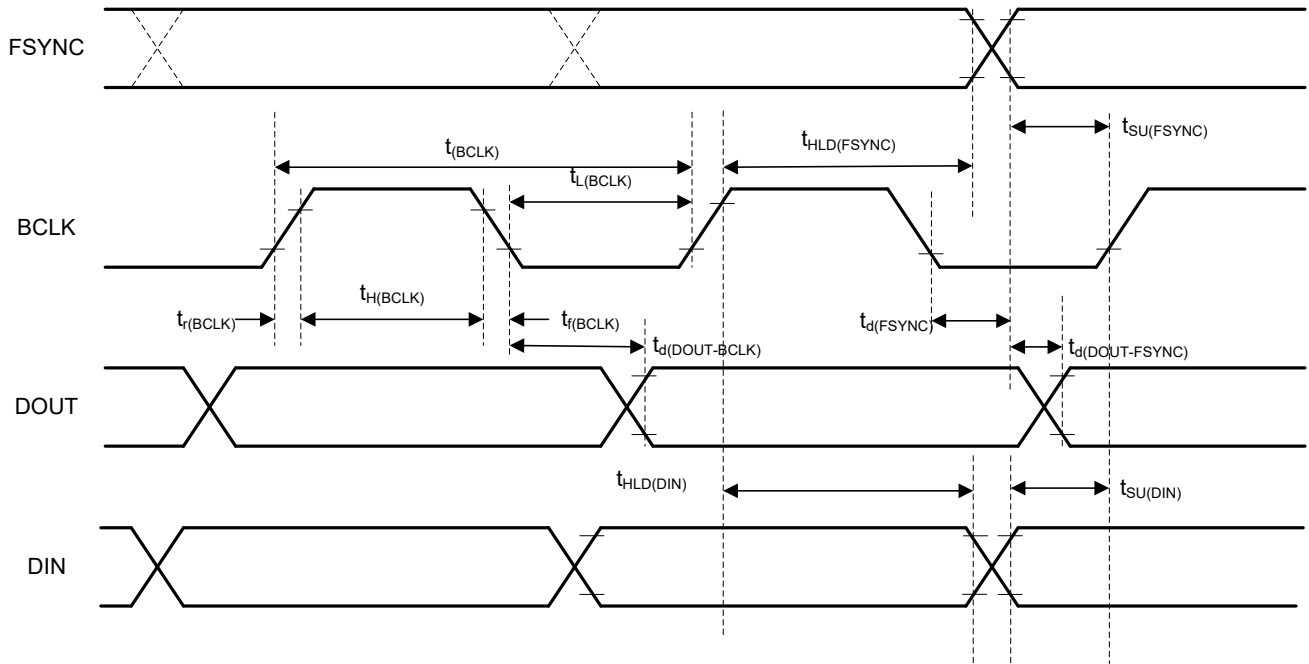 FSYNC
tSU(FSYNC)
tHLD(FSYNC)
t(BCLK)
tL(BCLK)
BCLK
tH(BCLK)
tr(BCLK)
tf(BCLK)
td(FSYNC)
td(DOUT-BCLK)
td(DOUT-FSYNC)
DOUT
tHLD(DIN)
tSU(DIN)
DIN